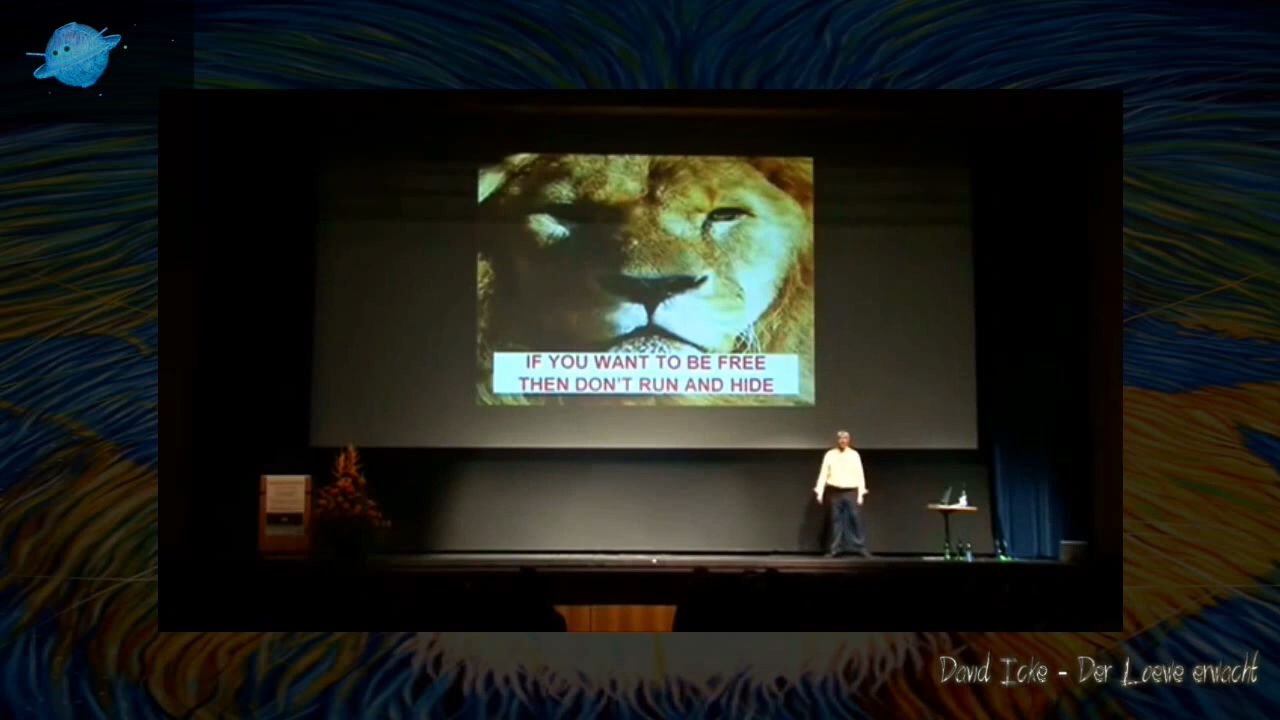 IF YOU WANT TO BE FREE
THEN DON'T RUN AND HIDE
David Icke - Der Loewe erwacht